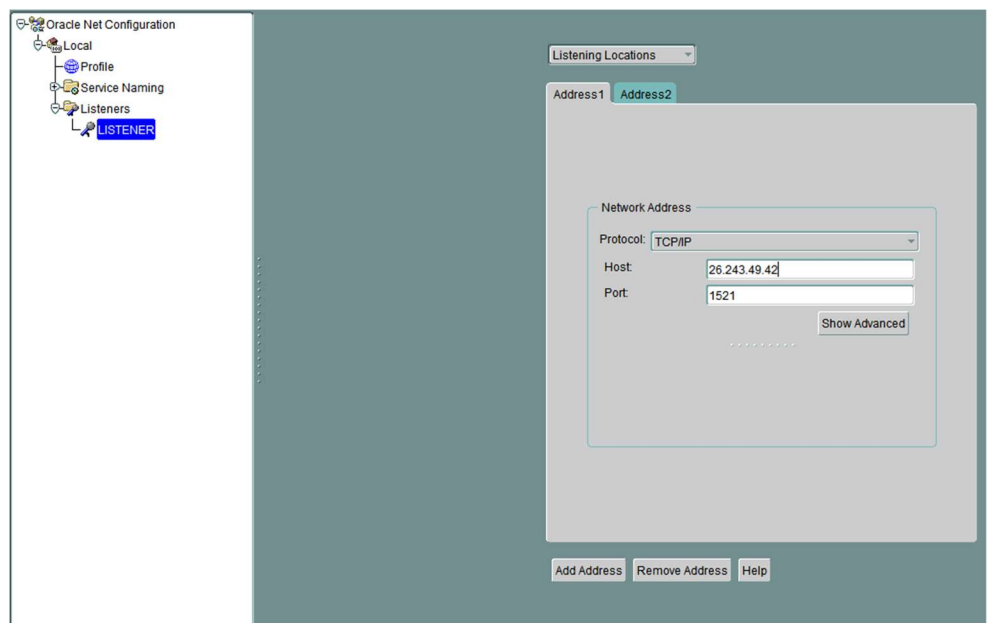 Oracle Net Configuration
Local
Profile
Service Naming
Listeners
LISTENER
Listening Locations
Address1 Address2
Network Address
Protocol: TCP/IP
Host: 26.243.49.42
Port: 1521
Show Advanced
Add Address Remove Address Help